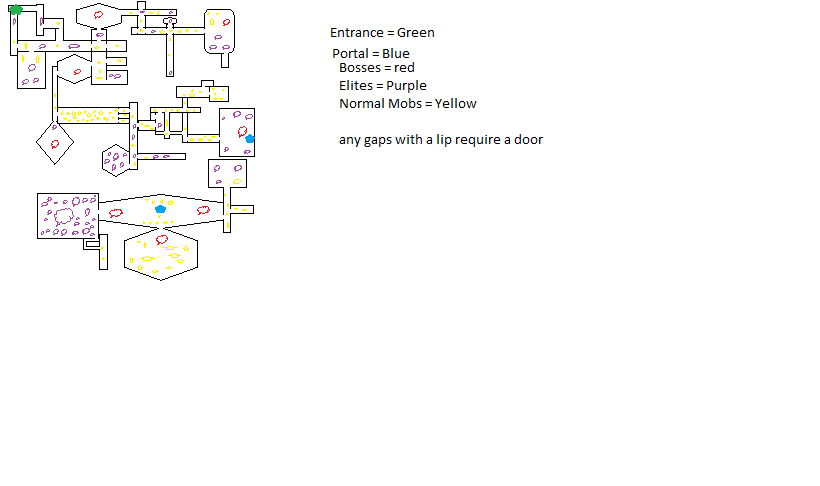 Entrance = Green
Portal = Blue
Bosses = red
Elites = Purple
Normal Mobs = Yellow
any gaps with a lip require a door